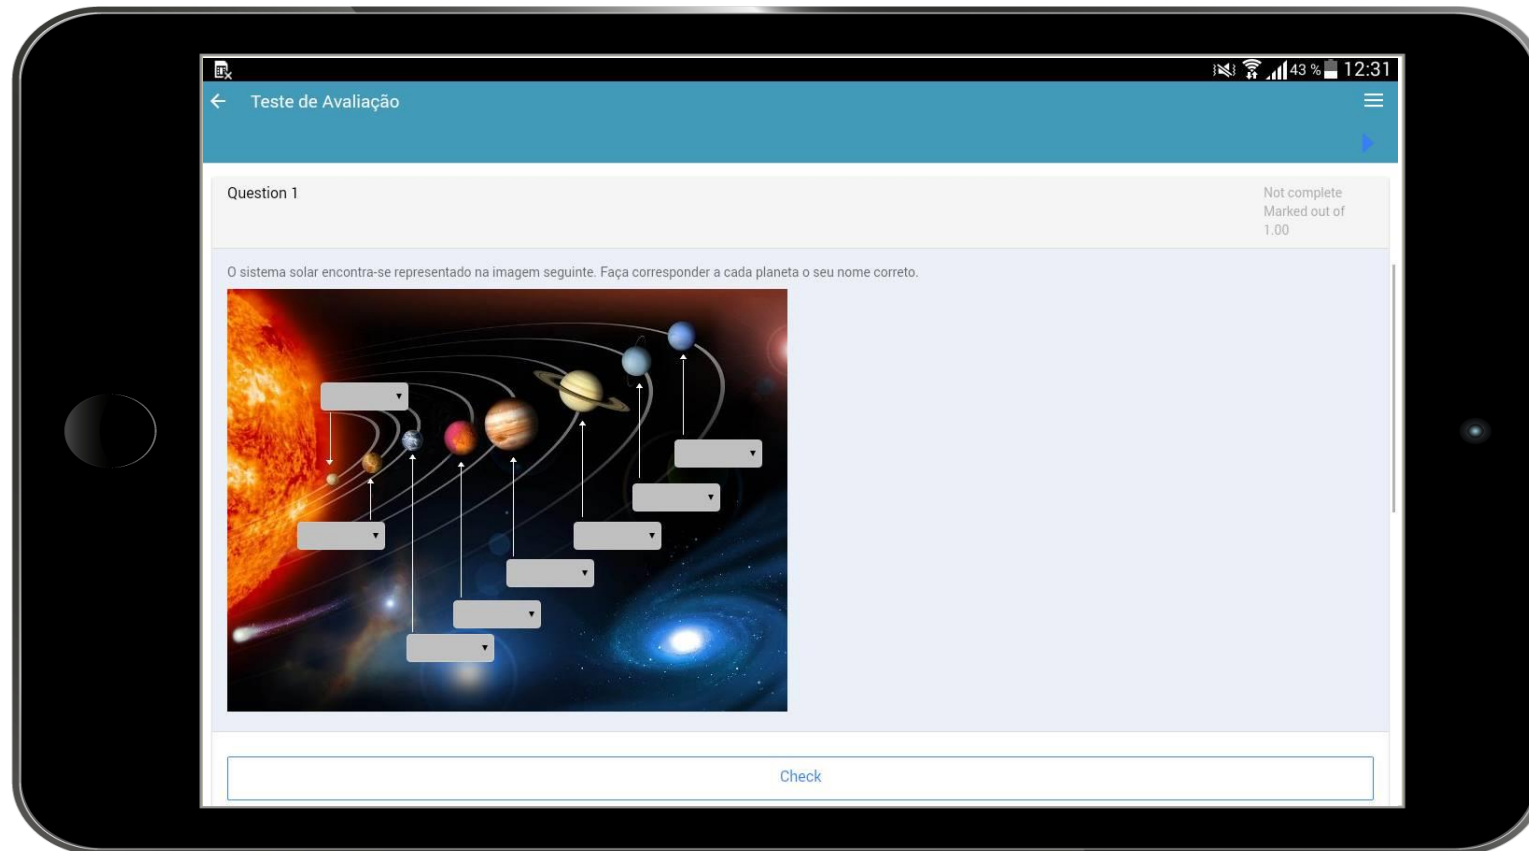 43 % 12:31
Teste de Avaliação
Question 1
Not complete
Marked out of
1.00
O sistema solar encontra-se representado na imagem seguinte. Faça corresponder a cada planeta o seu nome correto.
Check